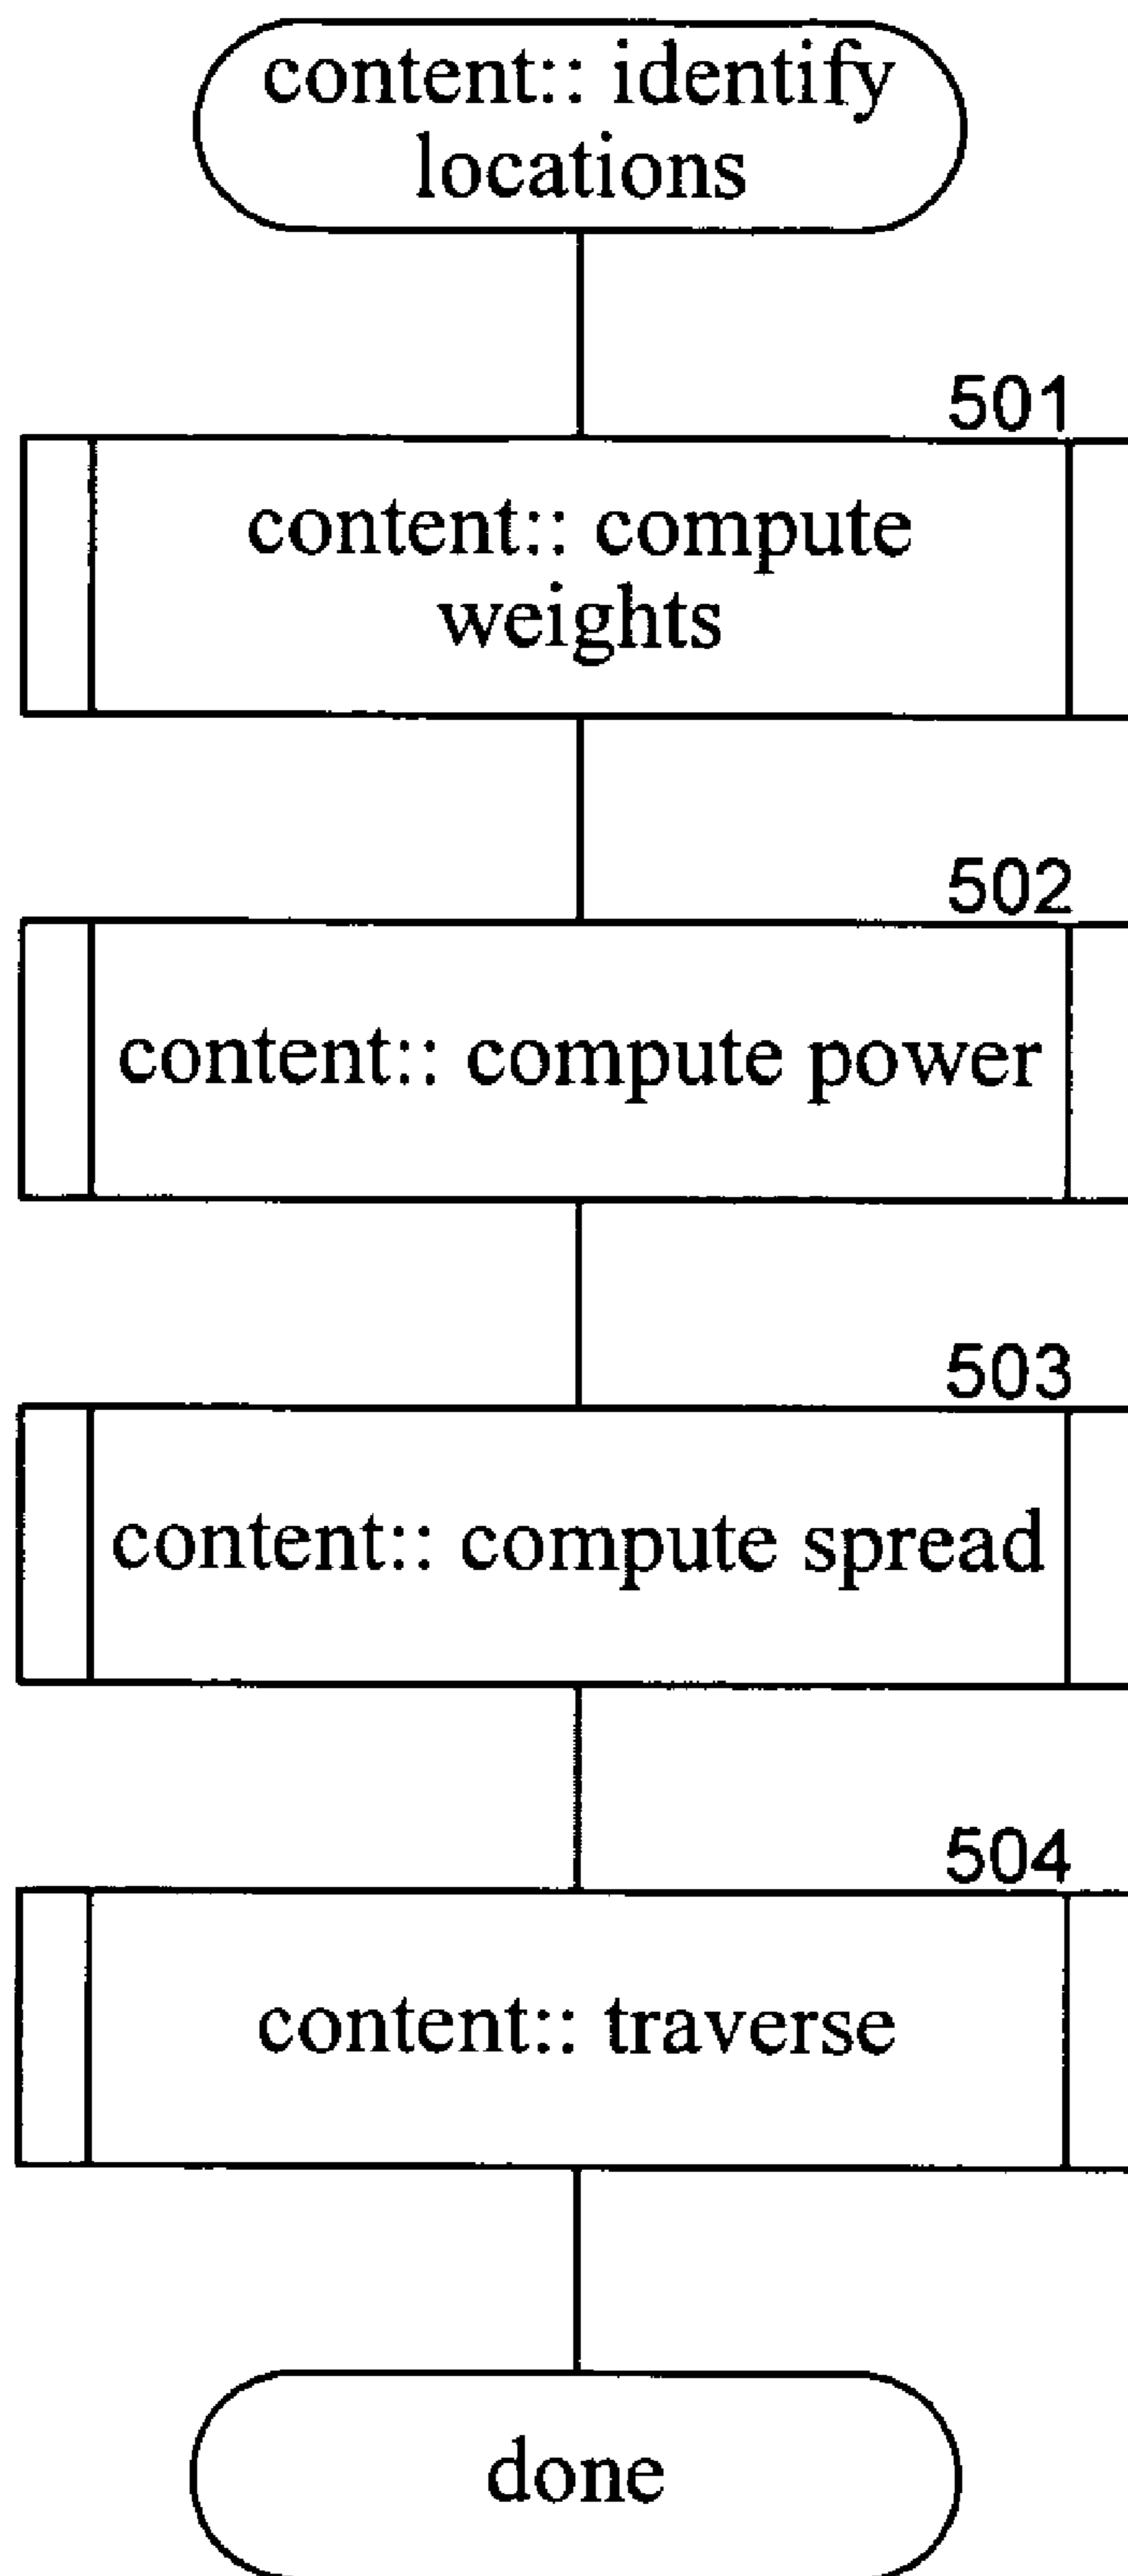 content:: identify
locations
501
content:: compute
weights
502
content:: compute power
503
content:: compute spread
504
content:: traverse
done